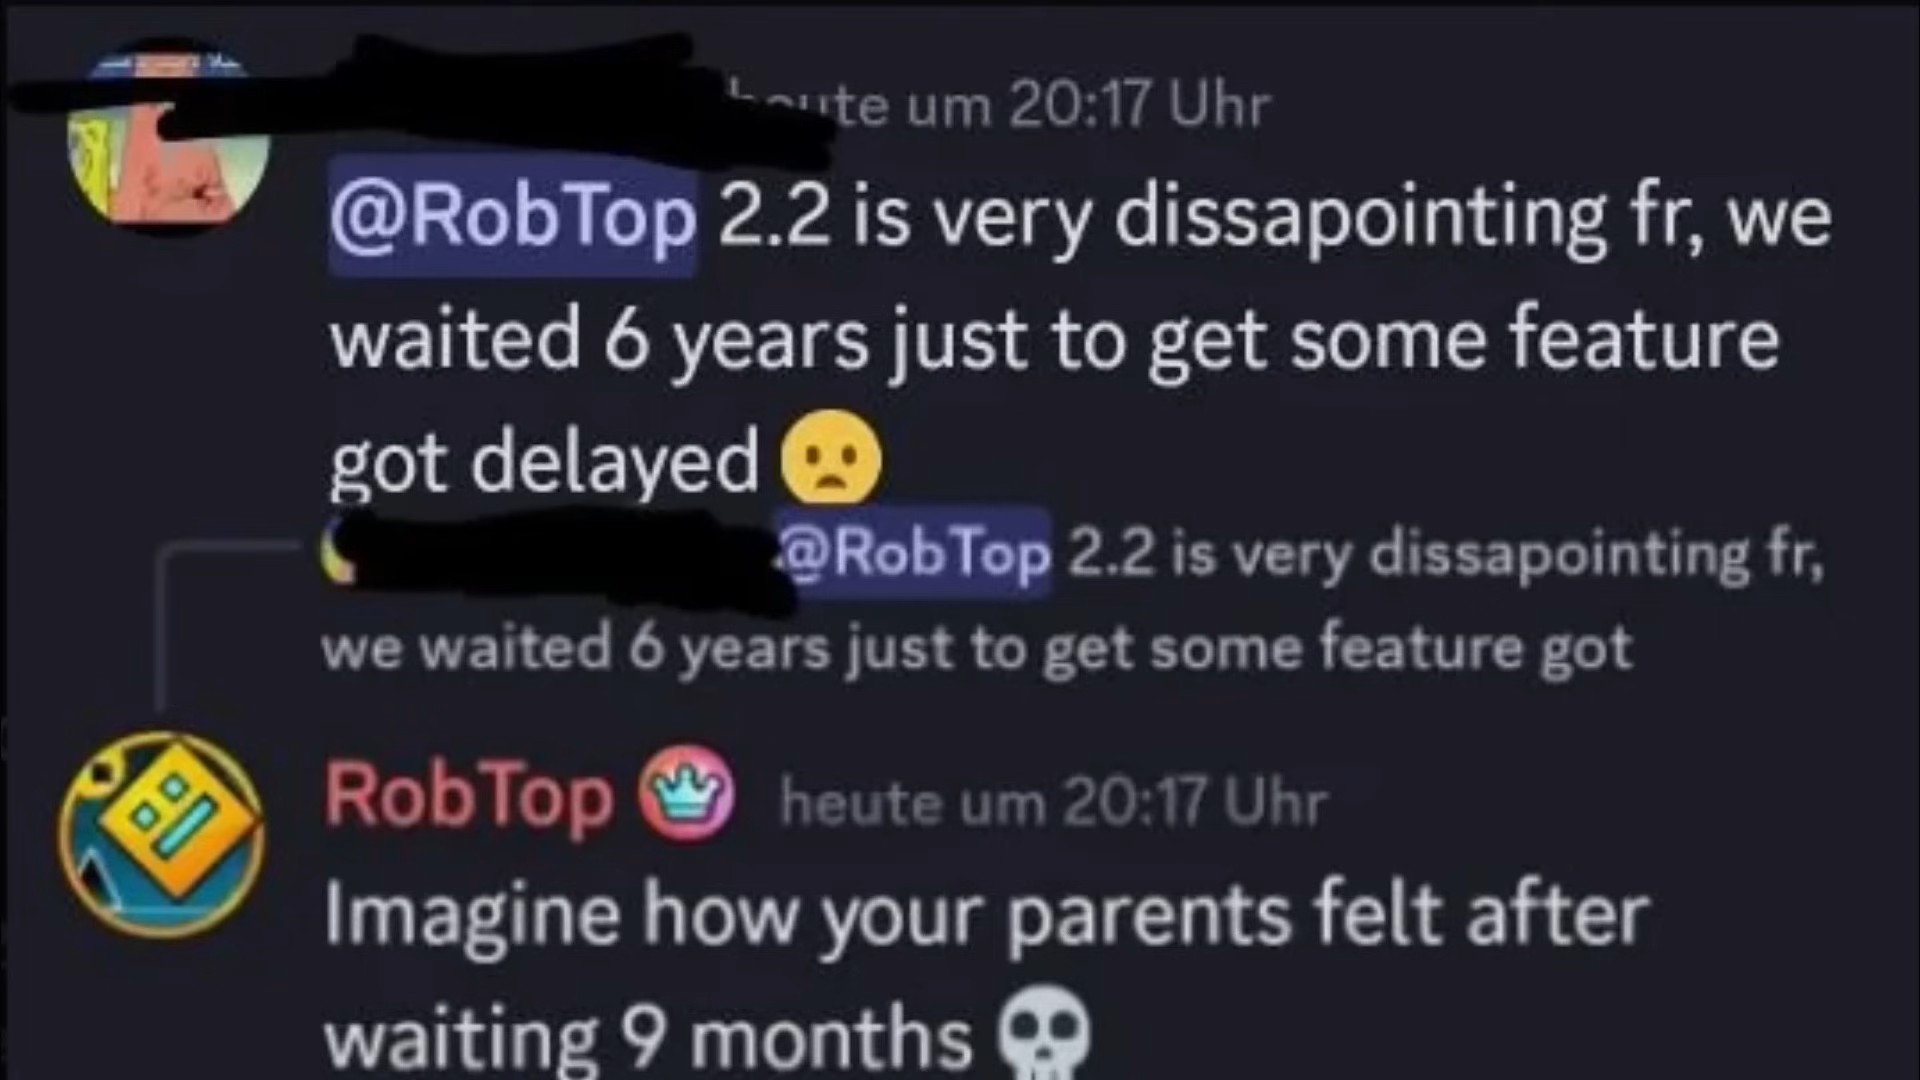 heute um 20:17 Uhr
@RobTop 2.2 is very dissapointing fr, we
waited 6 years just to get some feature
got delayed 😦
@RobTop 2.2 is very dissapointing fr,
we waited 6 years just to get some feature got
RobTop heute um 20:17 Uhr
Imagine how your parents felt after
waiting 9 months 💀